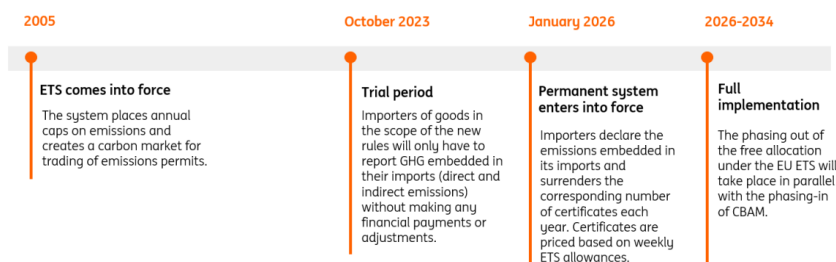 2005
ETS comes into force
The system places annual
caps on emissions and
creates a carbon market for
trading of emissions permits.
October 2023
Trial period
Importers of goods in
the scope of the new
rules will only have to
report GHG embedded in
their imports (direct and
indirect emissions)
without making any
financial payments or
adjustments.
January 2026
Permanent system
enters into force
Importers declare the
emissions embedded in
its imports and
surrenders the
corresponding number
of certificates each
year. Certificates are
priced based on weekly
ETS allowances.
2026-2034
Full
implementation
The phasing out of
the free allocation
under the EU ETS will
take place in parallel
with the phasing-in
of CBAM.